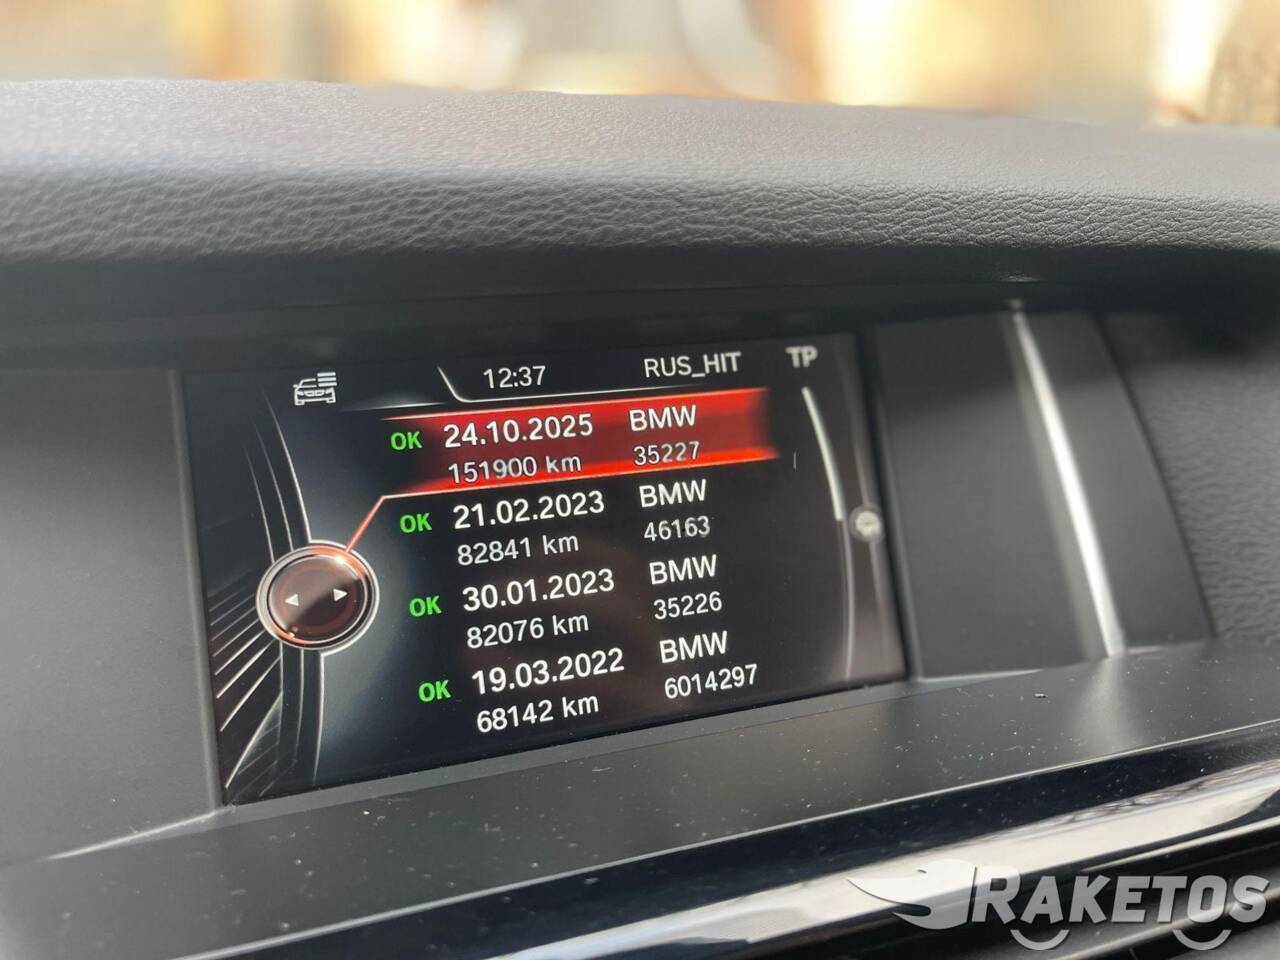 12:37 RUS_HIT TP
OK 24.10.2025 BMW
151900 km 35227
OK 21.02.2023 BMW
82841 km 46163
OK 30.01.2023 BMW
82076 km 35226
OK 19.03.2022 BMW
68142 km 6014297
RAKETOS